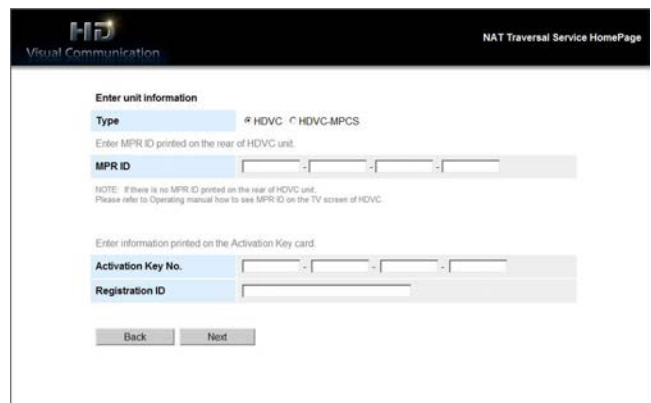 HD
Visual Communication
NAT Traversal Service HomePage
Enter unit information
Type HDVC HDVC-MPCS
Enter MPR ID printed on the rear of HDVC unit.
MPR ID - - -
NOTE: If there is no MPR ID printed on the rear of HDVC unit.
Please refer to Operating manual how to see MPR ID on the TV screen of HDVC.
Enter information printed on the Activation Key card.
Activation Key No. - - -
Registration ID
Back Next